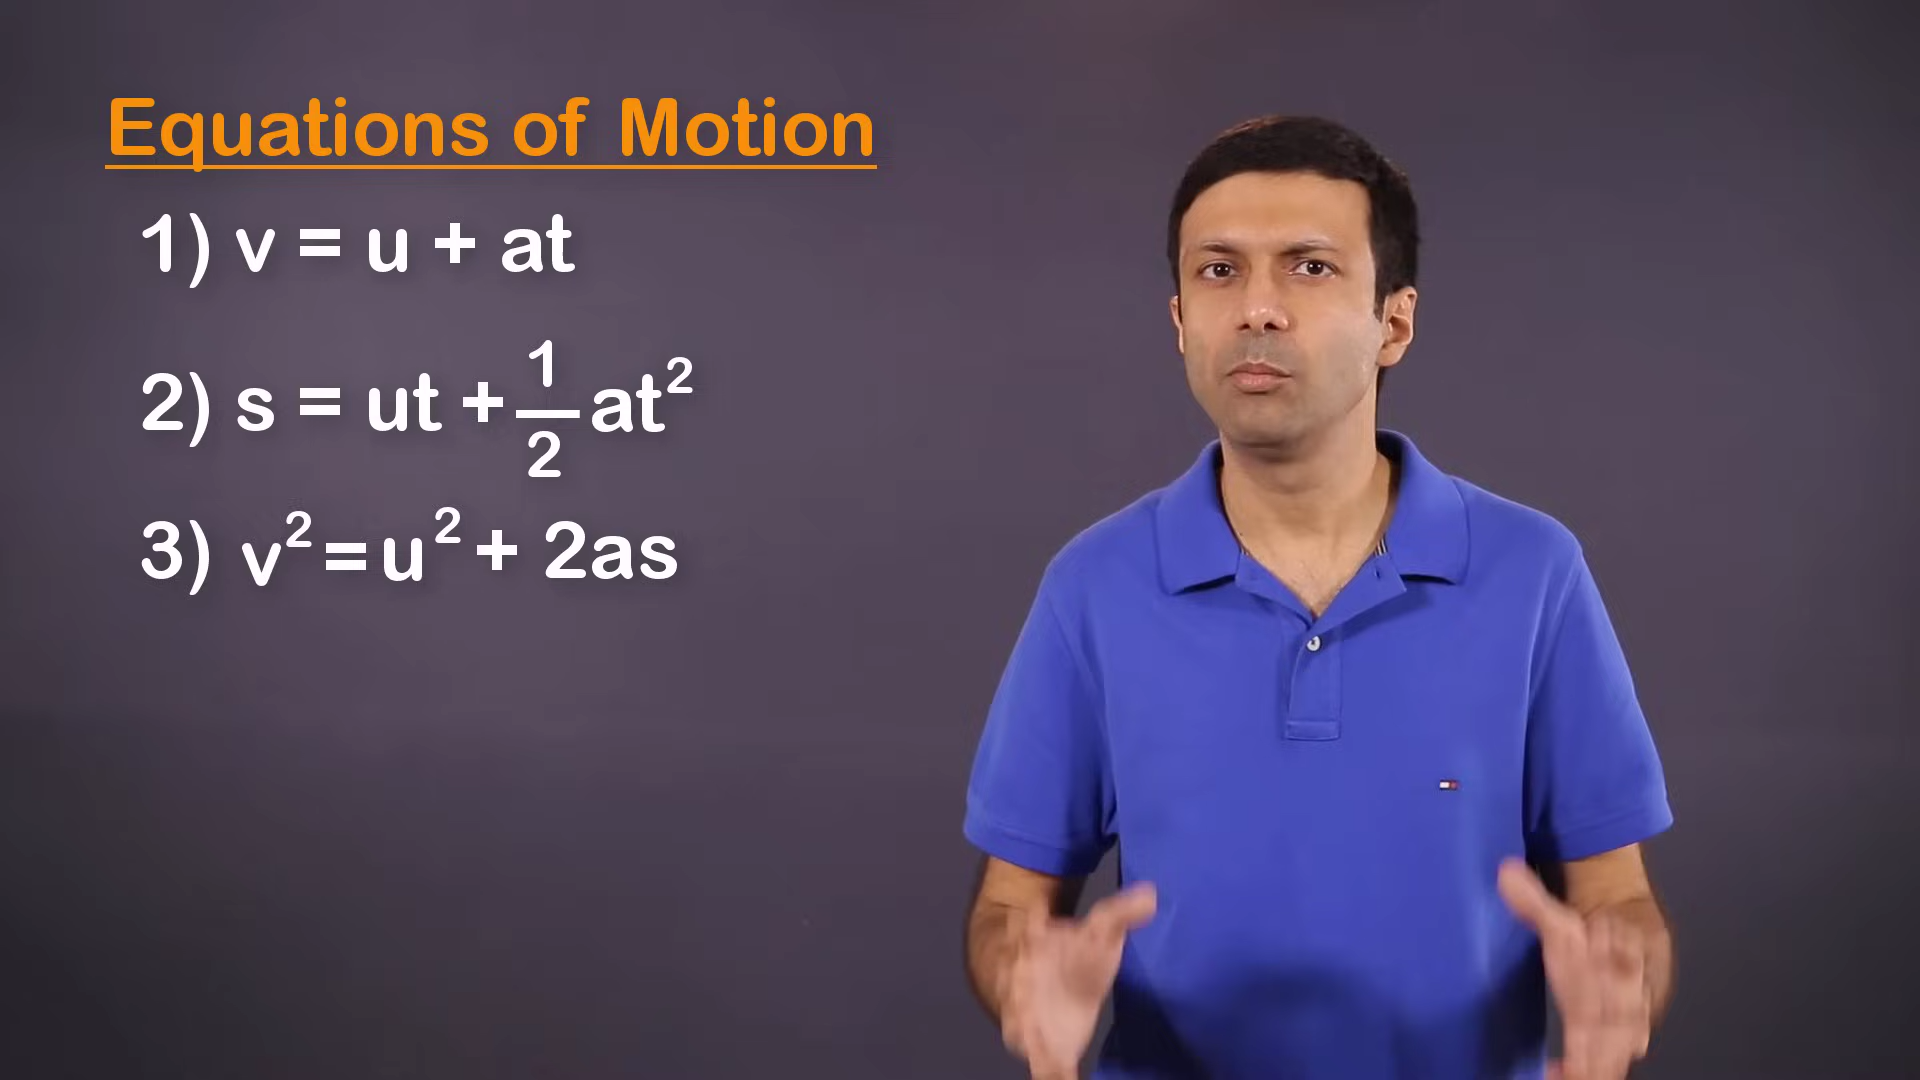 Equations of Motion
1) v = u + at
2) s = ut + 1/2 at²
3) v² = u² + 2as